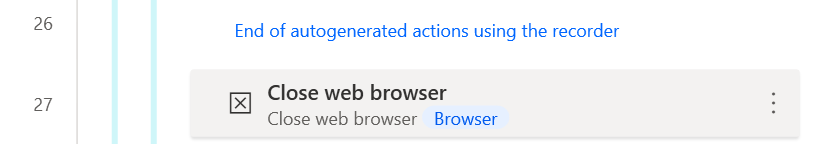 26
End of autogenerated actions using the recorder
27
Close web browser
Close web browser Browser